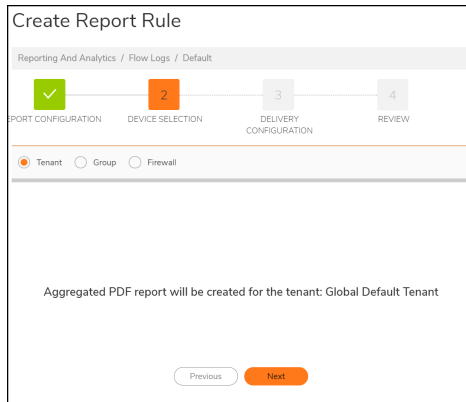 Create Report Rule
Reporting And Analytics / Flow Logs / Default
2
3
4
PORT CONFIGURATION
DEVICE SELECTION
DELIVERY
CONFIGURATION
REVIEW
Tenant
Group
Firewall
Aggregated PDF report will be created for the tenant: Global Default Tenant
Previous
Next